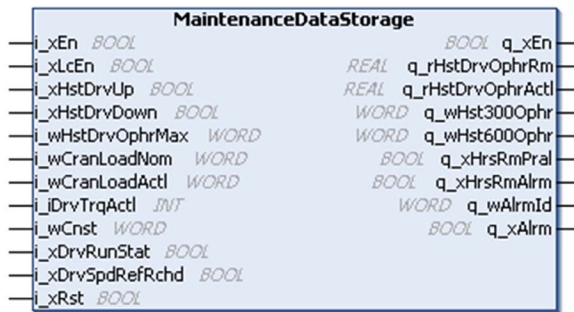 MaintenanceDataStorage
i_xEn BOOL BOOL q_xEn
i_xLcEn BOOL REAL q_rHstDrvOphrRm
i_xHstDrvUp BOOL REAL q_rHstDrvOphrActl
i_xHstDrvDown BOOL WORD q_wHst300Ophr
i_wHstDrvOphrMax WORD WORD q_wHst600Ophr
i_wCranLoadNom WORD BOOL q_xHrsRmPral
i_wCranLoadActl WORD BOOL q_xHrsRmAlrm
i_iDrvTrqActl INT WORD q_wAlrmId
i_wCnst WORD BOOL q_xAlrm
i_xDrvRunStat BOOL
i_xDrvSpdRefRchd BOOL
i_xRst BOOL